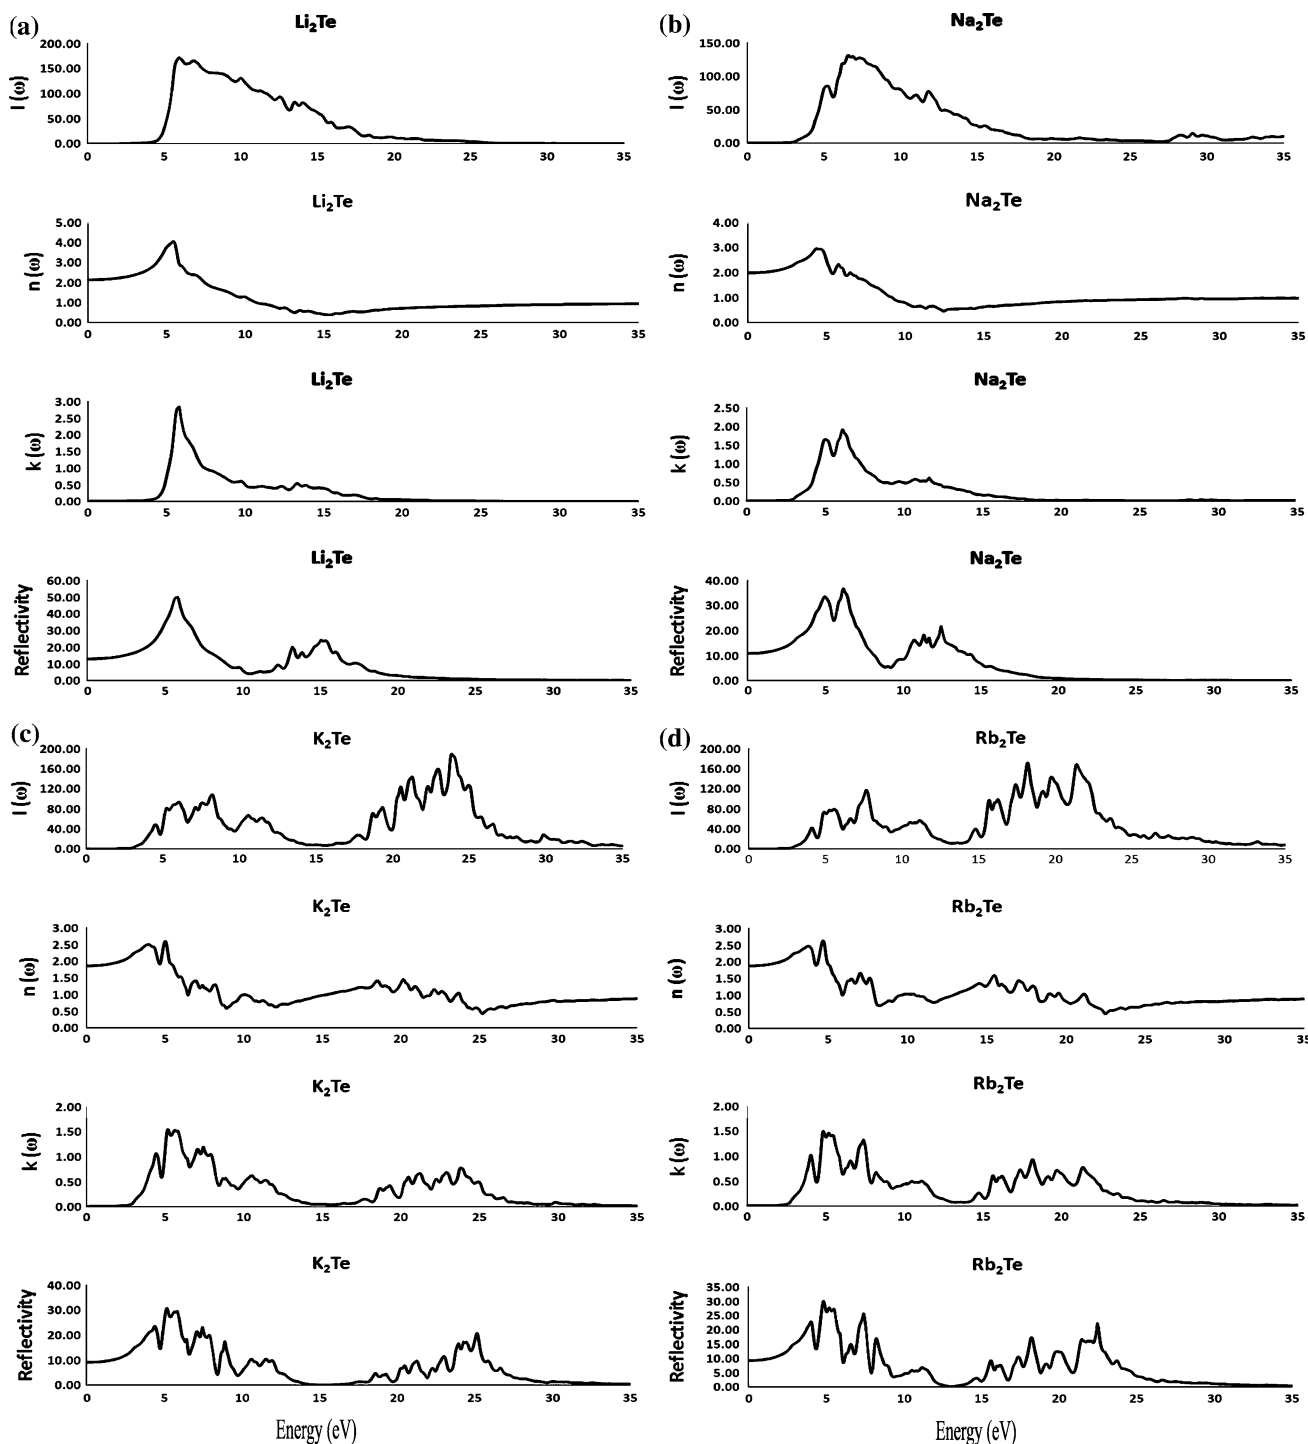 (a) Li₂Te
200.00
150.00
100.00
50.00
0.00
I (ω)
0 5 10 15 20 25 30 35
Li₂Te
5.00
4.00
3.00
2.00
1.00
0.00
n (ω)
0 5 10 15 20 25 30 35
Li₂Te
3.00
2.50
2.00
1.50
1.00
0.50
0.00
k (ω)
0 5 10 15 20 25 30 35
Li₂Te
60.00
50.00
40.00
30.00
20.00
10.00
0.00
Reflectivity
0 5 10 15 20 25 30 35
(b) Na₂Te
150.00
100.00
50.00
0.00
I (ω)
0 5 10 15 20 25 30 35
Na₂Te
4.00
3.00
2.00
1.00
0.00
n (ω)
0 5 10 15 20 25 30 35
Na₂Te
2.50
2.00
1.50
1.00
0.50
0.00
k (ω)
0 5 10 15 20 25 30 35
Na₂Te
40.00
30.00
20.00
10.00
0.00
Reflectivity
0 5 10 15 20 25 30 35
(c) K₂Te
200.00
160.00
120.00
80.00
40.00
0.00
I (ω)
0 5 10 15 20 25 30 35
K₂Te
3.00
2.50
2.00
1.50
1.00
0.50
0.00
n (ω)
0 5 10 15 20 25 30 35
K₂Te
2.00
1.50
1.00
0.50
0.00
k (ω)
0 5 10 15 20 25 30 35
K₂Te
40.00
30.00
20.00
10.00
0.00
Reflectivity
0 5 10 15 20 25 30 35
Energy (eV)
(d) Rb₂Te
200.00
160.00
120.00
80.00
40.00
0.00
I (ω)
0 5 10 15 20 25 30 35
Rb₂Te
3.00
2.50
2.00
1.50
1.00
0.50
0.00
n (ω)
0 5 10 15 20 25 30 35
Rb₂Te
2.00
1.50
1.00
0.50
0.00
k (ω)
0 5 10 15 20 25 30 35
Rb₂Te
35.00
30.00
25.00
20.00
15.00
10.00
5.00
0.00
Reflectivity
0 5 10 15 20 25 30 35
Energy (eV)